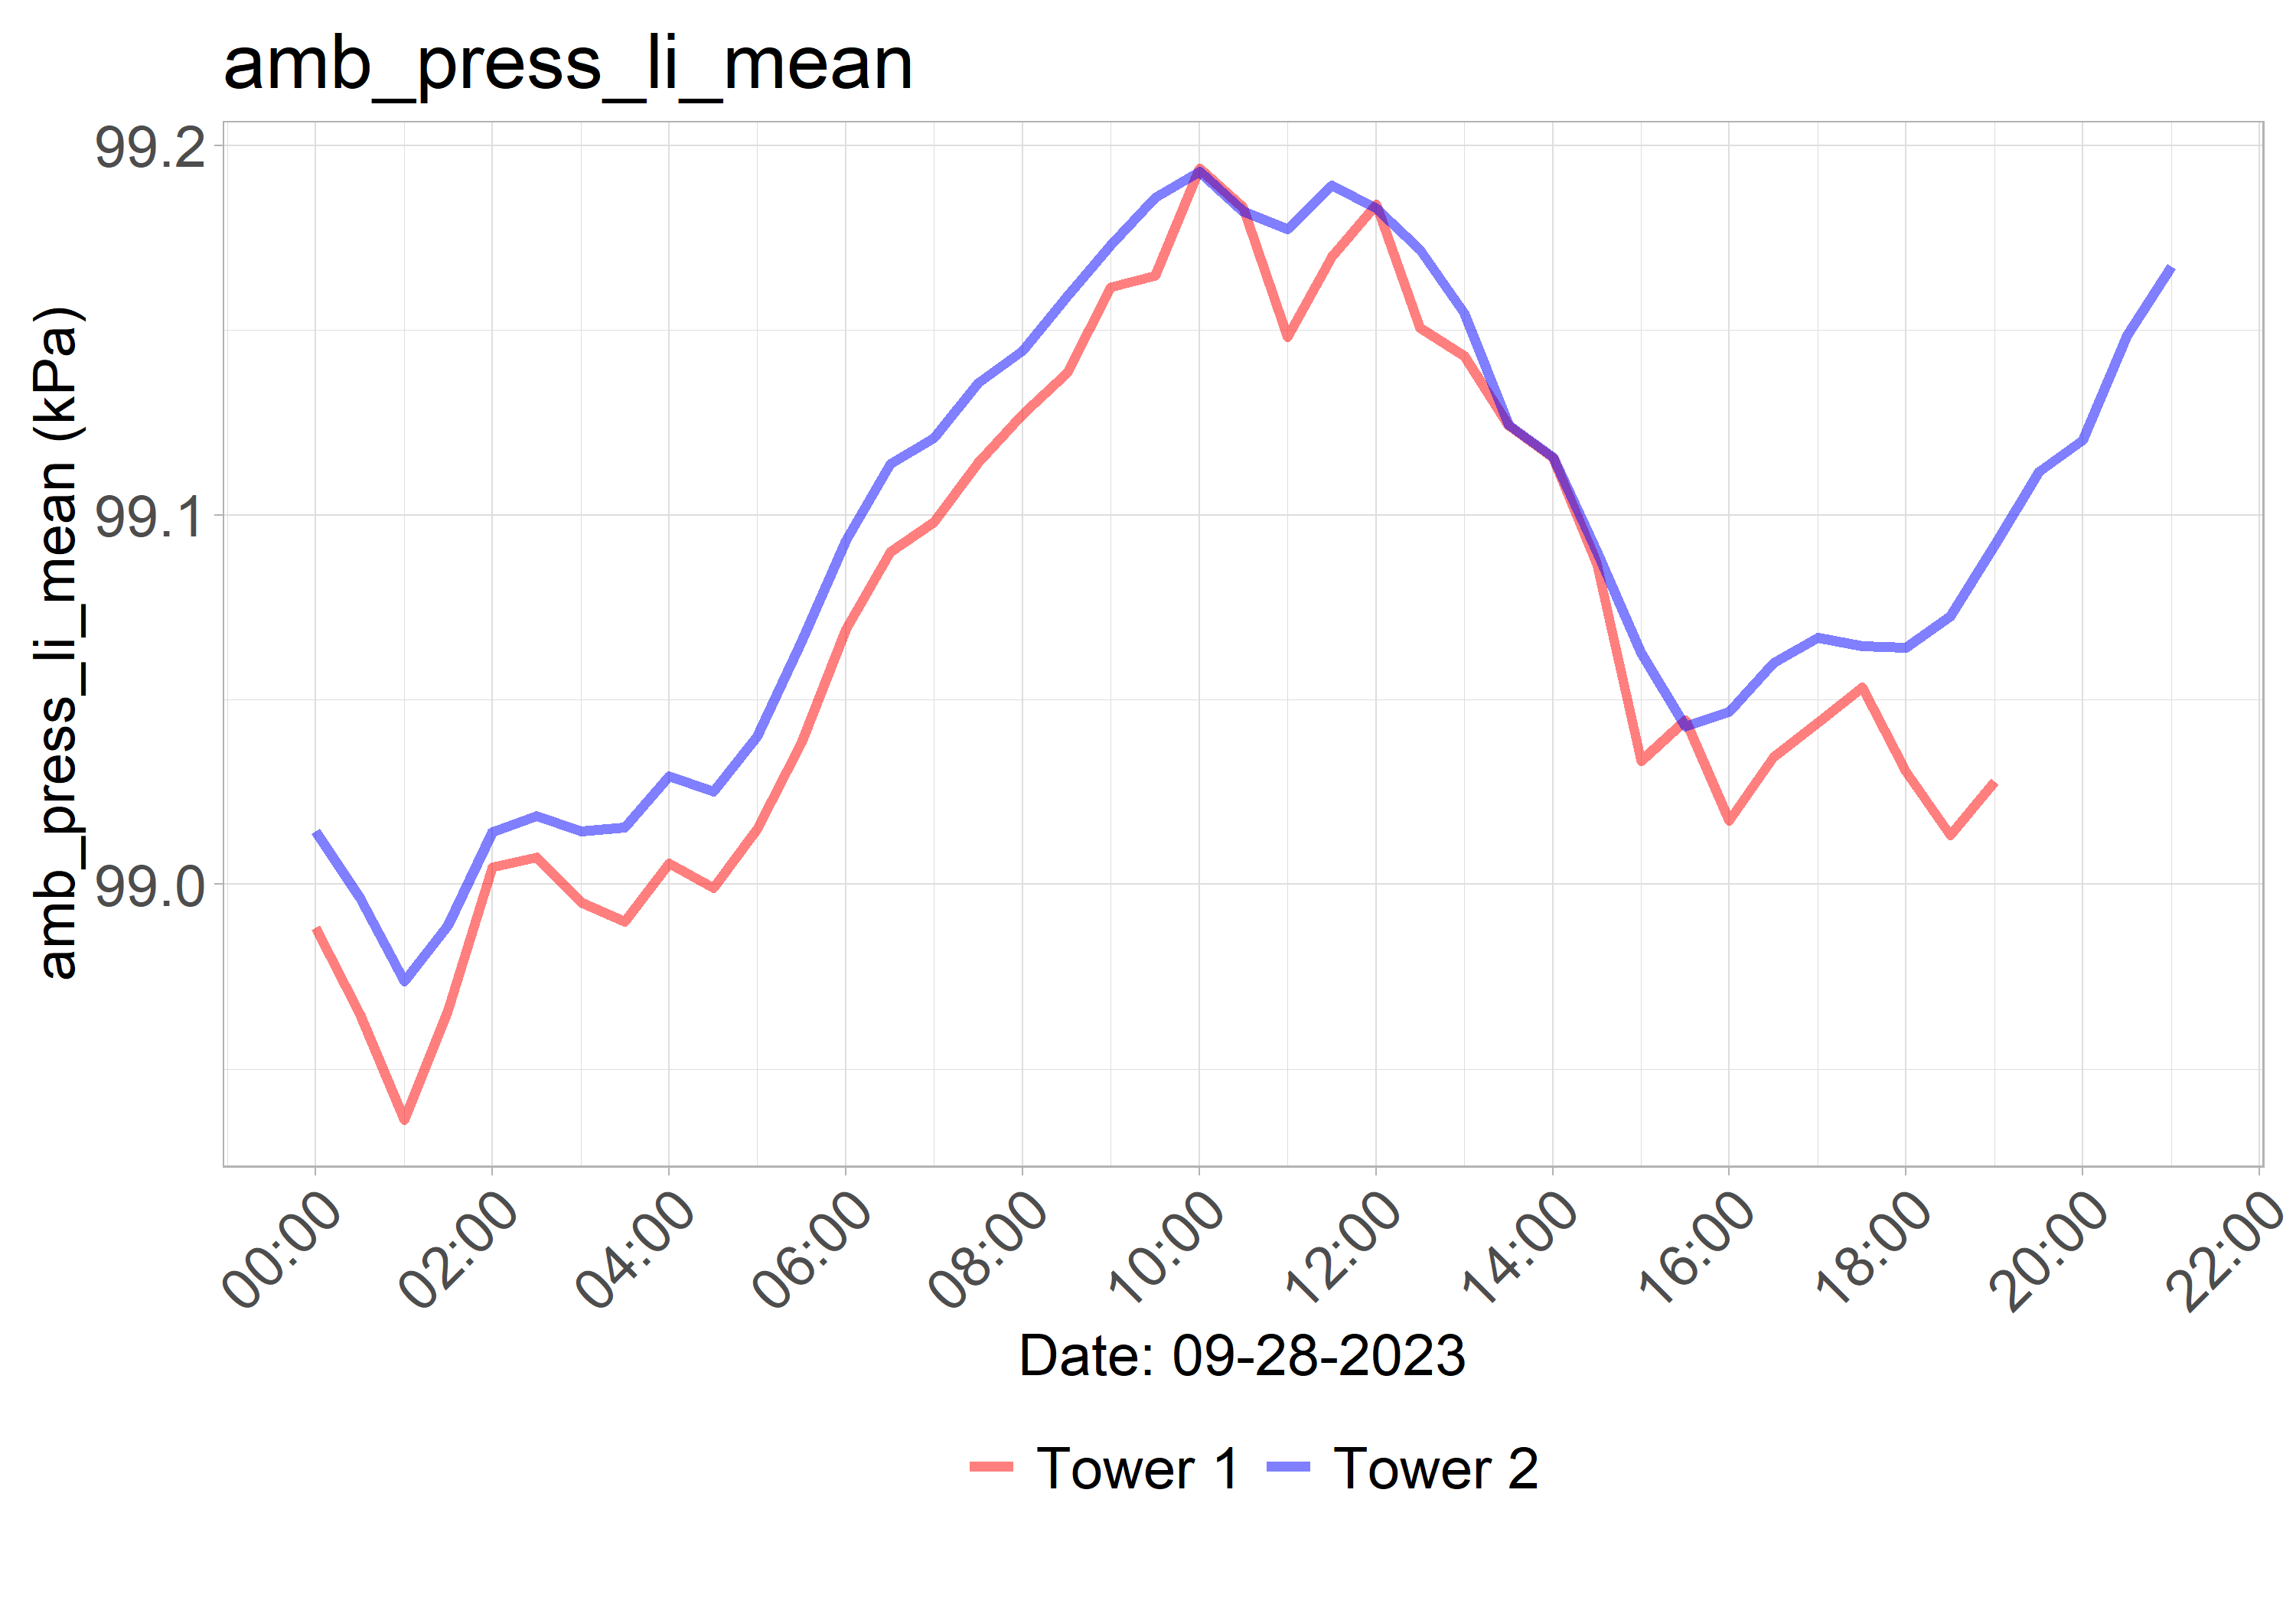 amb_press_li_mean
amb_press_li_mean (kPa)
99.2
99.1
99.0
00:00 02:00 04:00 06:00 08:00 10:00 12:00 14:00 16:00 18:00 20:00 22:00
Date: 09-28-2023
Tower 1 Tower 2